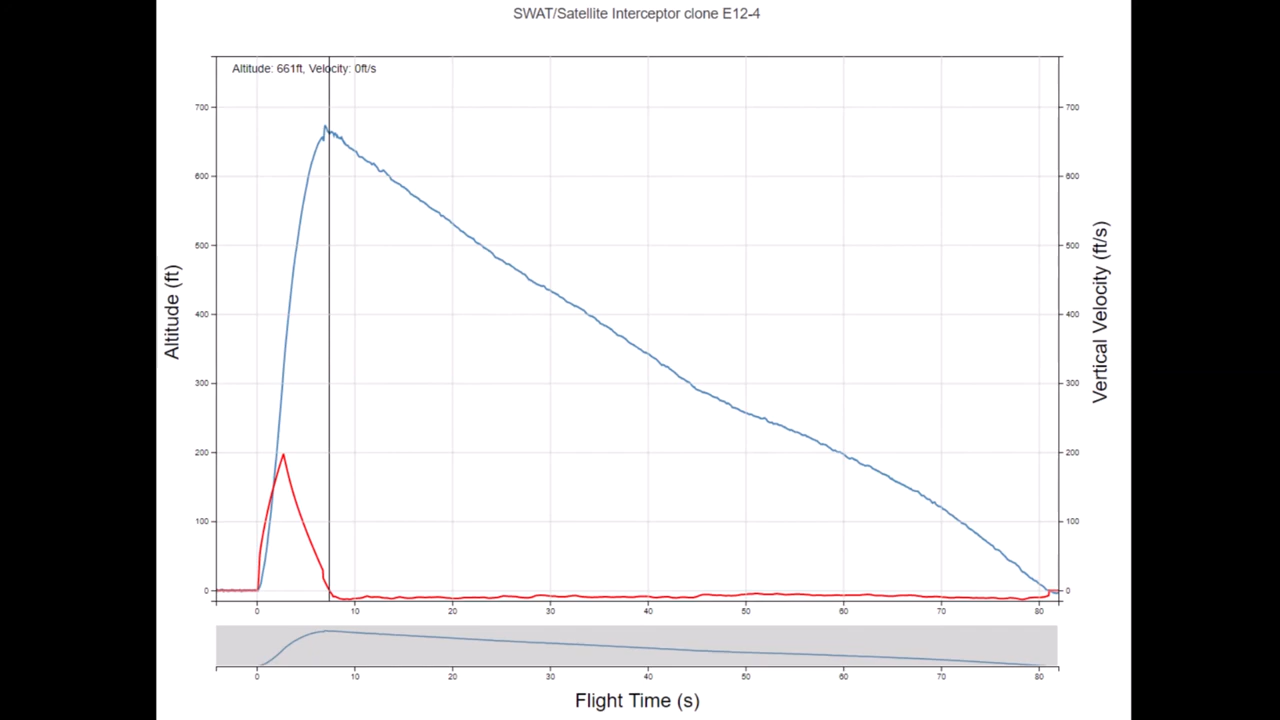 SWAT/Satellite Interceptor clone E12-4
Altitude: 661ft, Velocity: 0ft/s
700
600
500
400
300
200
100
0
Altitude (ft)
700
600
500
400
300
200
100
0
Vertical Velocity (ft/s)
0 10 20 30 40 50 60 70 80
0 10 20 30 40 50 60 70 80
Flight Time (s)